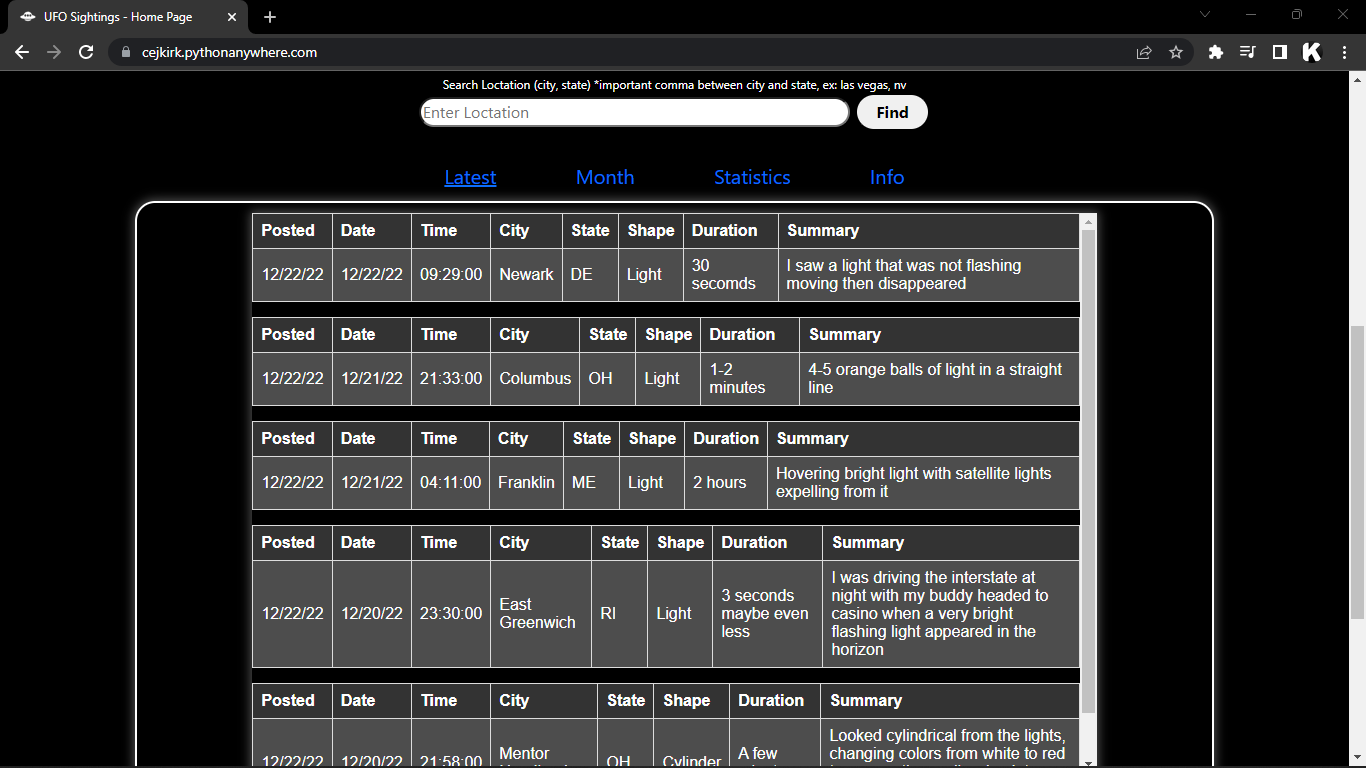 UFO Sightings - Home Page
cejkirk.pythonanywhere.com
Search Loctation (city, state) *important comma between city and state, ex: las vegas, nv
Enter Loctation Find
Latest Month Statistics Info
Posted Date Time City State Shape Duration Summary
12/22/22 12/22/22 09:29:00 Newark DE Light 30 secomds I saw a light that was not flashing
moving then disappeared
Posted Date Time City State Shape Duration Summary
12/22/22 12/21/22 21:33:00 Columbus OH Light 1-2 minutes 4-5 orange balls of light in a straight
line
Posted Date Time City State Shape Duration Summary
12/22/22 12/21/22 04:11:00 Franklin ME Light 2 hours Hovering bright light with satellite lights
expelling from it
Posted Date Time City State Shape Duration Summary
12/22/22 12/20/22 23:30:00 East Greenwich RI Light 3 seconds maybe even less I was driving the interstate at
night with my buddy headed to
casino when a very bright
flashing light appeared in the
horizon
Posted Date Time City State Shape Duration Summary
12/22/22 12/20/22 21:58:00 Mentor OH Cylinder A few Looked cylindrical from the lights,
changing colors from white to red